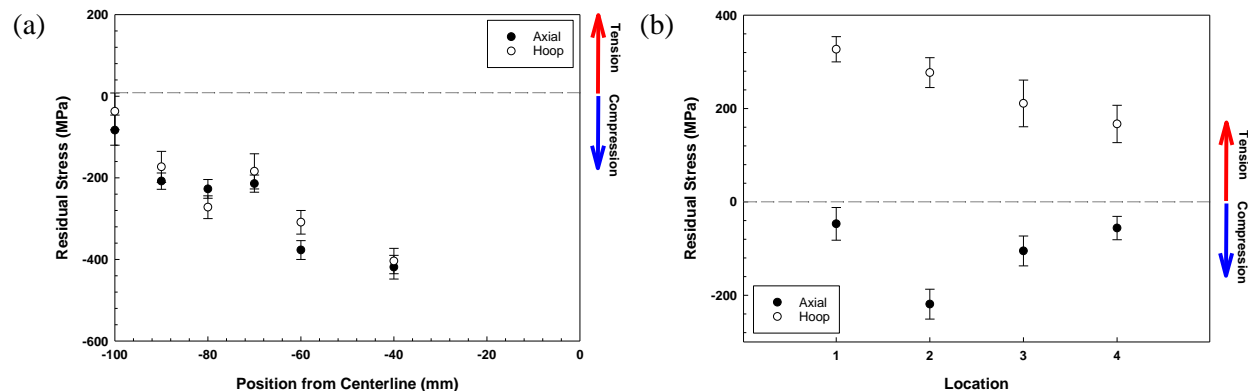 (a)
200
0
-200
-400
-600
Residual Stress (MPa)
Axial
Hoop
Tension
Compression
-100
-80
-60
-40
-20
0
Position from Centerline (mm)
(b)
400
200
0
-200
Residual Stress (MPa)
Tension
Compression
Axial
Hoop
1
2
3
4
Location